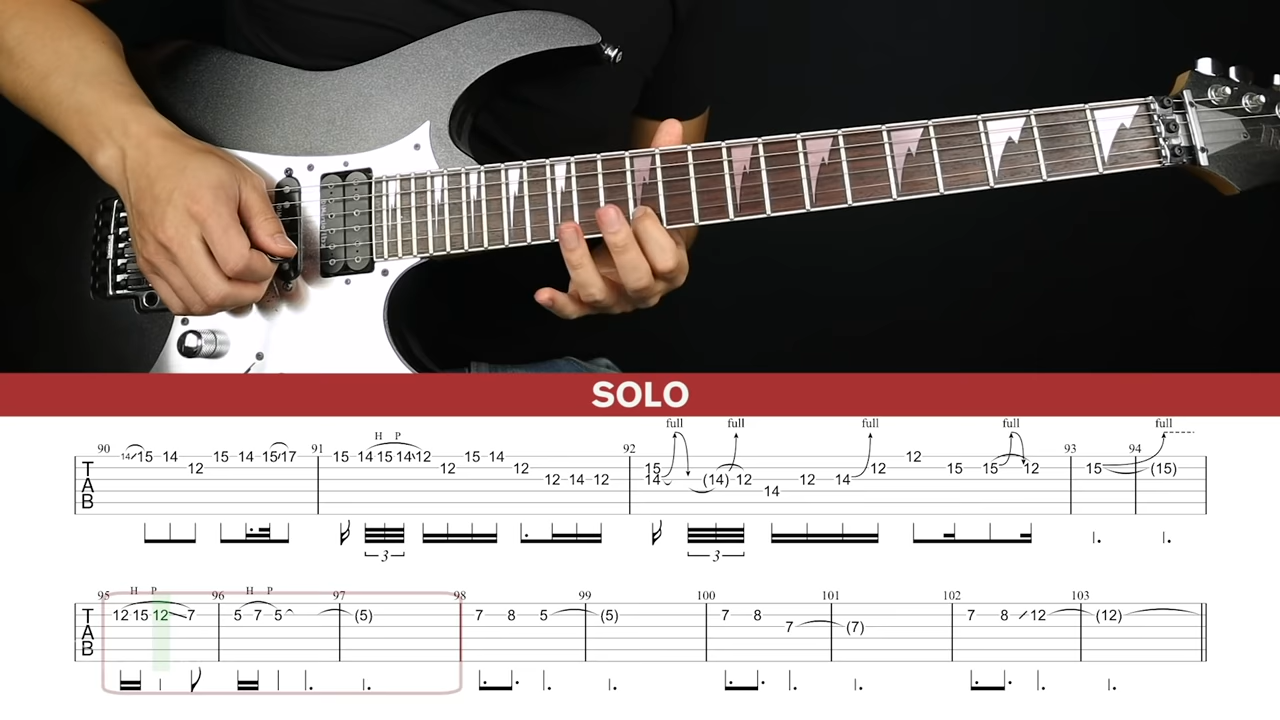 SOLO
full full full full full
90 91 H P 92 93 94
14 15 14 15 14 15 17 15 14 15 14 12 15 14 12
12 12 12 15 12 15 15 12 15 (15)
12 14 12 14 (14) 12 12 14
14
T A B
3 3
95 H P 96 H P 97 98 99 100 101 102 103
12 15 12 7 5 7 5 (5) 7 8 5 (5) 7 8 7 8 12 (12)
7 (7)
T A B